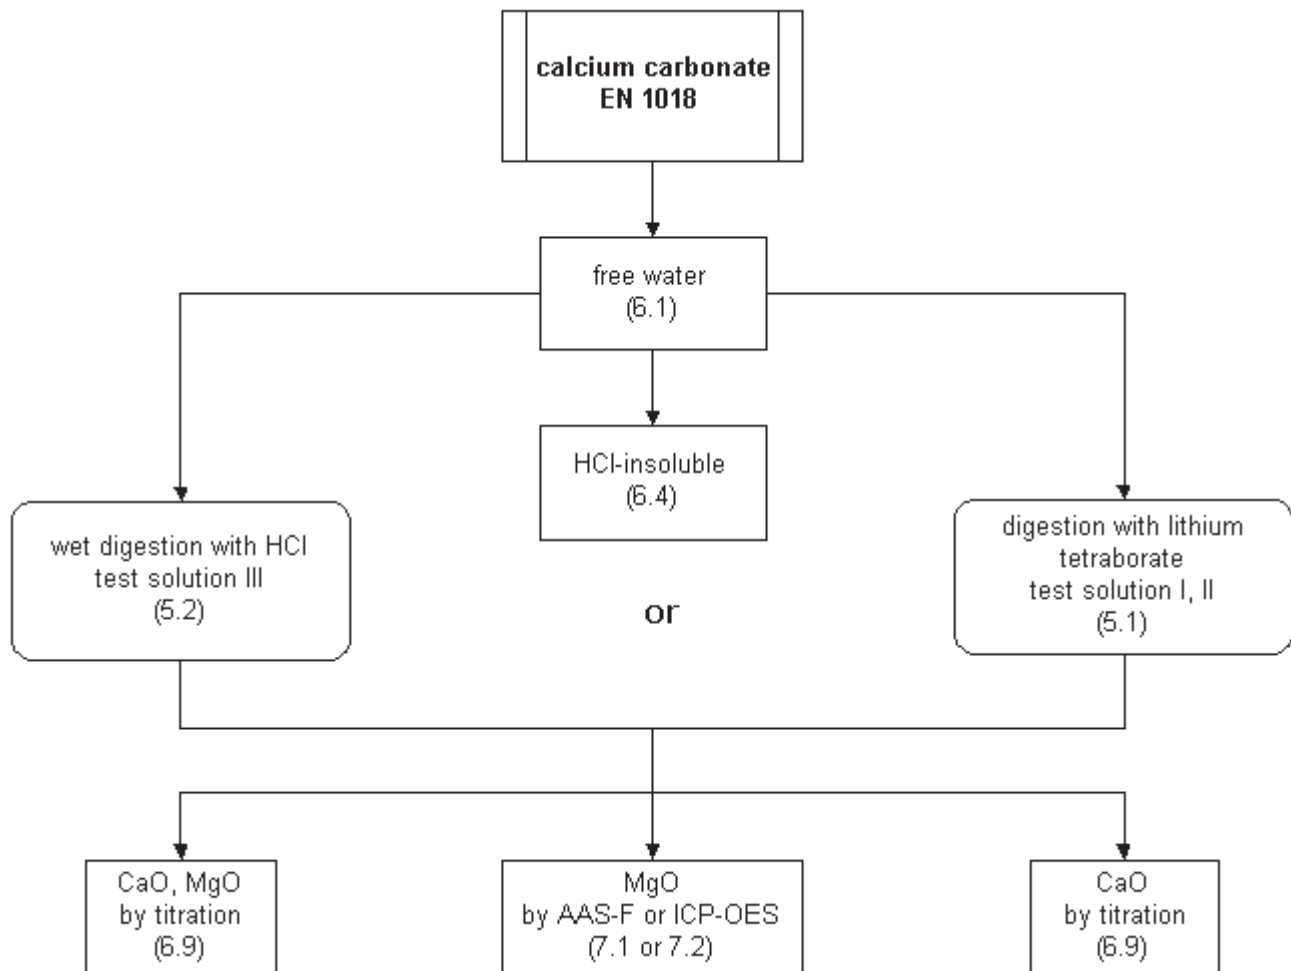 calcium carbonate
EN 1018
free water
(6.1)
HCl-insoluble
(6.4)
wet digestion with HCl
test solution III
(5.2)
or
digestion with lithium
tetraborate
test solution I, II
(5.1)
CaO, MgO
by titration
(6.9)
MgO
by AAS-F or ICP-OES
(7.1 or 7.2)
CaO
by titration
(6.9)